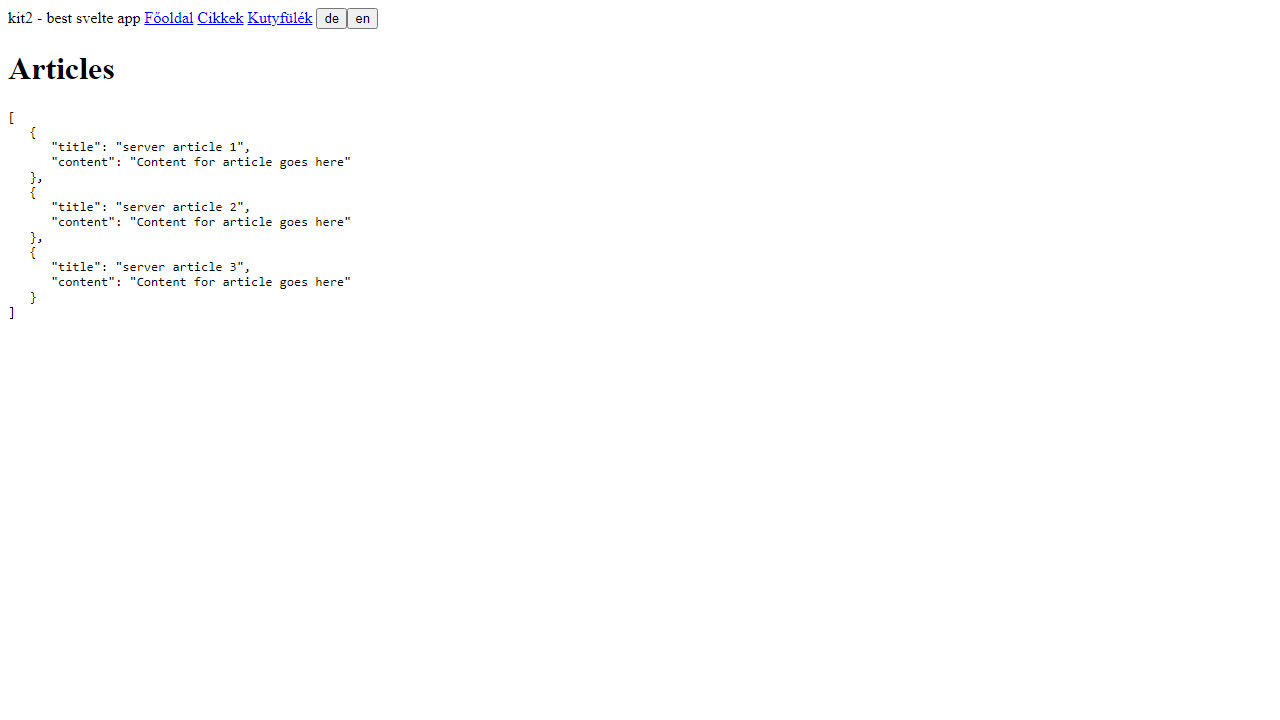 kit2 - best svelte app Főoldal Cikkek Kutyfülék de en
Articles
[
   {
      "title": "server article 1",
      "content": "Content for article goes here"
   },
   {
      "title": "server article 2",
      "content": "Content for article goes here"
   },
   {
      "title": "server article 3",
      "content": "Content for article goes here"
   }
]